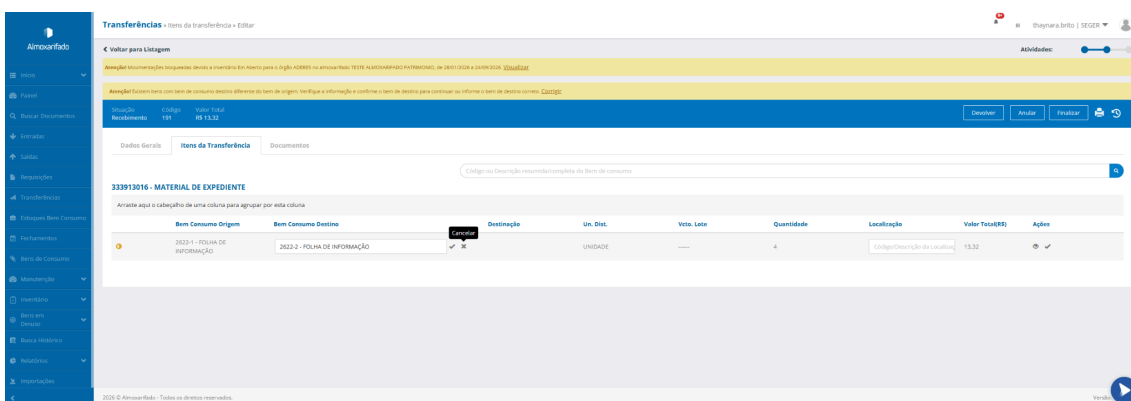 Almoxarifado
Início
Painel
Buscar Documentos
Entradas
Saídas
Requisições
Transferências
Estoques Bem Consumo
Fechamentos
Bens de Consumo
Manutenção
Inventário
Bens em
Desuso
Busca Histórico
Relatórios
Importações
Transferências » Itens da transferência » Editar
thaynara.brito | SEGER
Voltar para Listagem
Atividades:
Atenção! Movimentações bloqueadas devido a inventário Em Aberto para o órgão ADERES no almoxarifado TESTE ALMOXARIFADO PATRIMONIO, de 28/01/2026 a 24/09/2026. Visualizar
Atenção! Existem itens com bem de consumo destino diferente do bem de origem. Verifique a informação e confirme o bem de destino para continuar ou informe o bem de destino correto. Corrigir
Situação Código Valor Total
Recebimento 191 R$ 13,32
Devolver Anular Finalizar
Dados Gerais Itens da Transferência Documentos
Código ou Descrição resumida/completa do Bem de consumo
333913016 - MATERIAL DE EXPEDIENTE
Arraste aqui o cabeçalho de uma coluna para agrupar por esta coluna
Bem Consumo Origem Bem Consumo Destino Destinação Un. Dist. Vcto. Lote Quantidade Localização Valor Total(R$) Ações
Cancelar
2622-1 - FOLHA DE
INFORMAÇÃO
2622-2 - FOLHA DE INFORMAÇÃO UNIDADE ------ 4 Código/Descrição da Localizaç 13,32
2026 © Almoxarifado - Todos os direitos reservados.
Versão